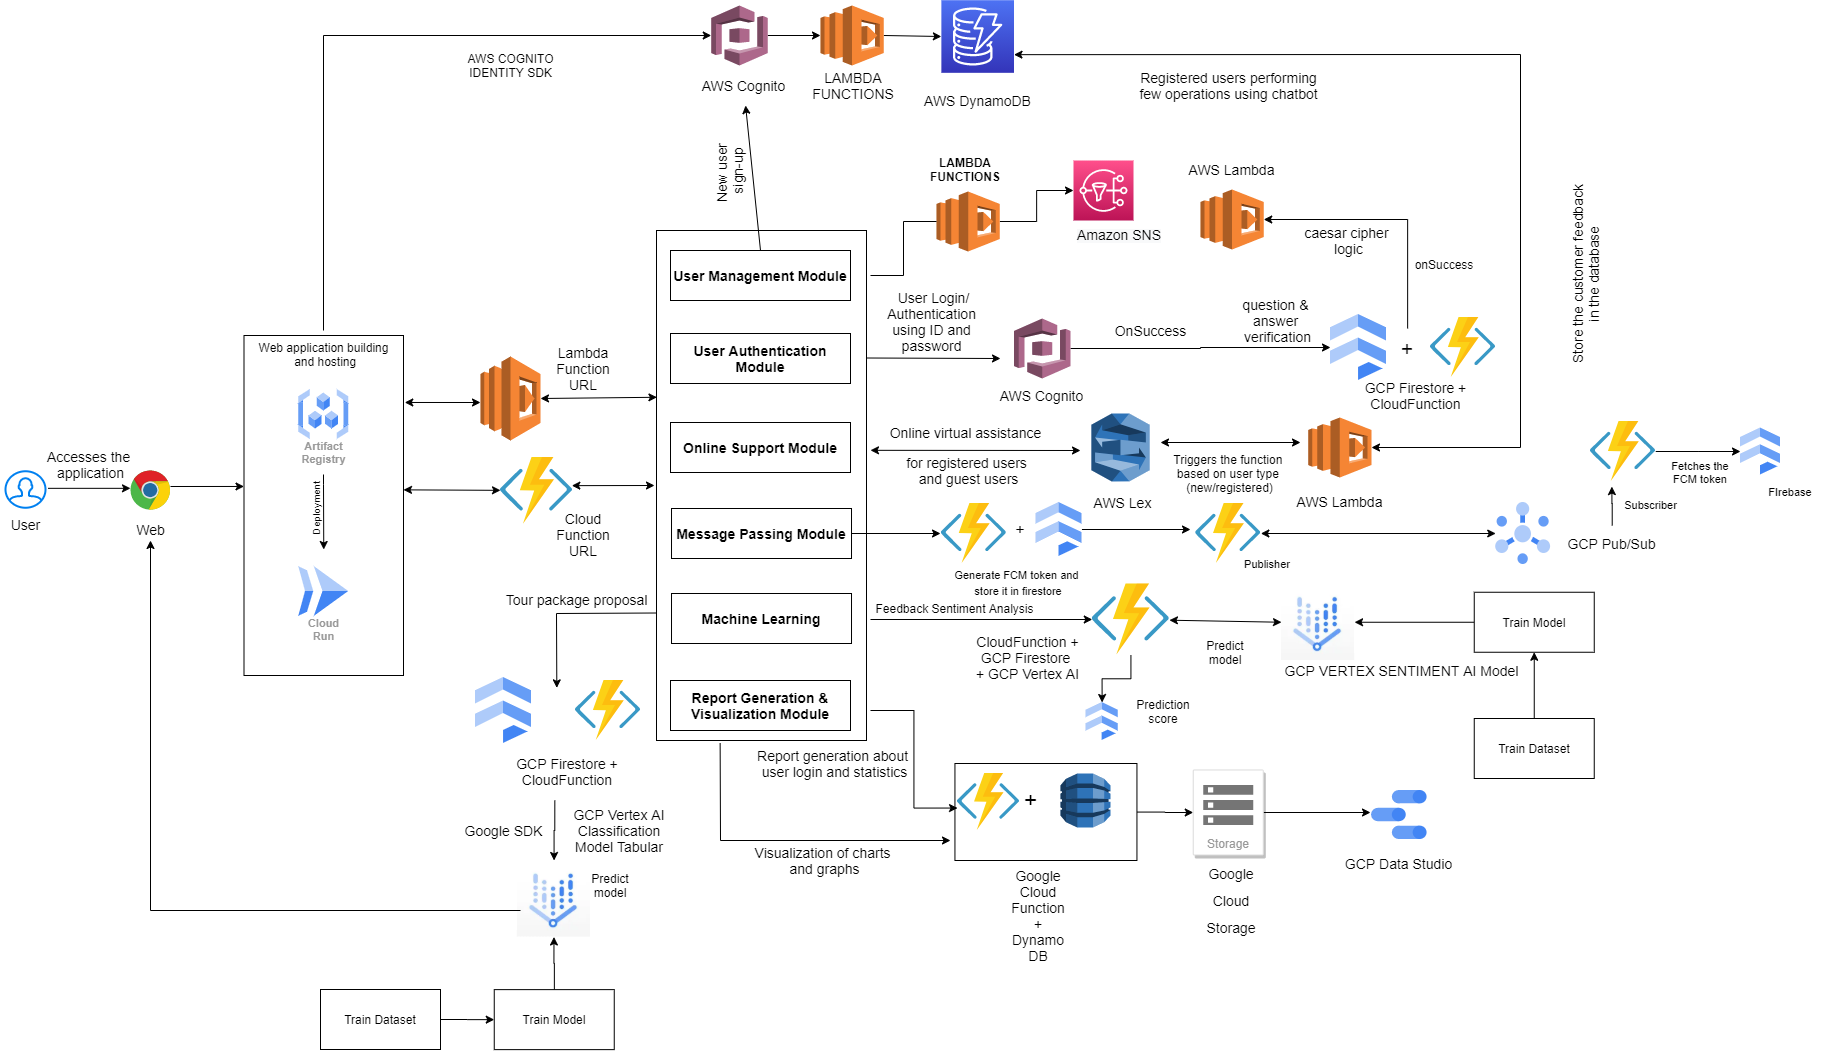 AWS COGNITO
IDENTITY SDK
AWS Cognito
LAMBDA
FUNCTIONS
AWS DynamoDB
Registered users performing
few operations using chatbot
New user
sign-up
LAMBDA
FUNCTIONS
Amazon SNS
AWS Lambda
caesar cipher
logic
onSuccess
Store the customer feedback
in the database
User Management Module
User Login/
Authentication
using ID and
password
AWS Cognito
OnSuccess
question &
answer
verification
+
GCP Firestore +
CloudFunction
Web application building
and hosting
Artifact
Registry
Deployment
Cloud
Run
Lambda
Function
URL
User Authentication
Module
Online Support Module
Online virtual assistance
for registered users
and guest users
AWS Lex
Triggers the function
based on user type
(new/registered)
AWS Lambda
Fetches the
FCM token
FIrebase
Subscriber
Accesses the
application
User
Web
Cloud
Function
URL
Message Passing Module
+
Generate FCM token and
store it in firestore
Publisher
GCP Pub/Sub
Tour package proposal
Machine Learning
Feedback Sentiment Analysis
CloudFunction +
GCP Firestore
+ GCP Vertex AI
Predict
model
GCP VERTEX SENTIMENT AI Model
Train Model
Prediction
score
Train Dataset
Report Generation &
Visualization Module
Report generation about
user login and statistics
GCP Firestore +
CloudFunction
Google SDK
GCP Vertex AI
Classification
Model Tabular
Predict
model
Visualization of charts
and graphs
+
Google
Cloud
Function
+
Dynamo
DB
Storage
Google
Cloud
Storage
GCP Data Studio
Train Dataset
Train Model